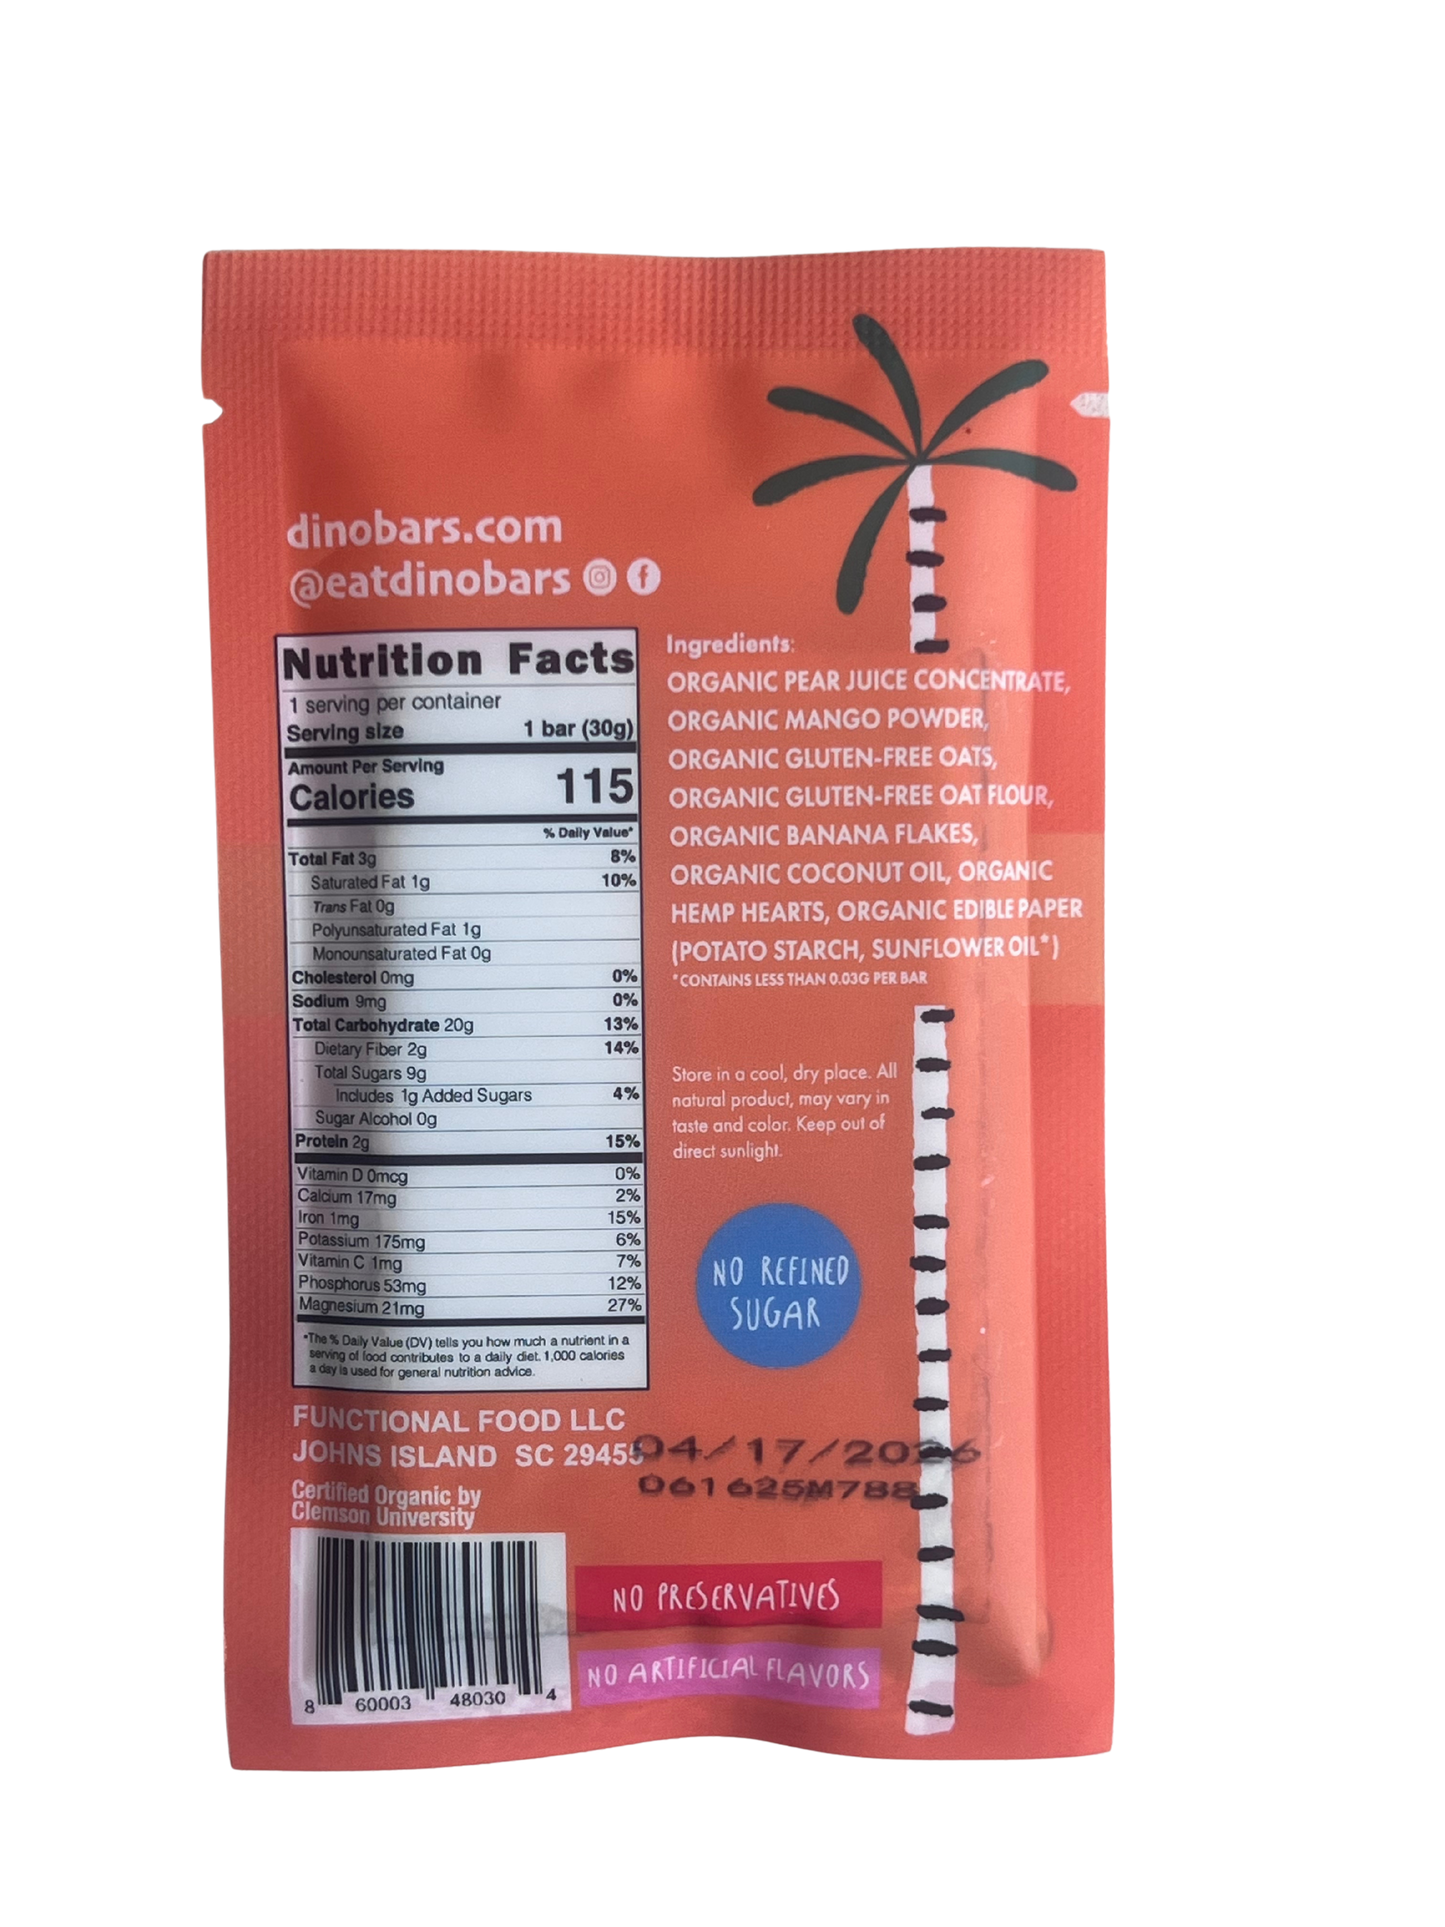 dinobars.com
@eatdinobars
Nutrition Facts
1 serving per container
Serving size 1 bar (30g)
Amount Per Serving
Calories 115
% Daily Value*
Total Fat 3g 8%
Saturated Fat 1g 10%
Trans Fat 0g
Polyunsaturated Fat 1g
Monounsaturated Fat 0g
Cholesterol 0mg 0%
Sodium 9mg 0%
Total Carbohydrate 20g 13%
Dietary Fiber 2g 14%
Total Sugars 9g
Includes 1g Added Sugars 4%
Sugar Alcohol 0g
Protein 2g 15%
Vitamin D 0mcg 0%
Calcium 17mg 2%
Iron 1mg 15%
Potassium 175mg 6%
Vitamin C 1mg 7%
Phosphorus 53mg 12%
Magnesium 21mg 27%
*The % Daily Value (DV) tells you how much a nutrient in a
serving of food contributes to a daily diet. 1,000 calories
a day is used for general nutrition advice.
Ingredients:
ORGANIC PEAR JUICE CONCENTRATE,
ORGANIC MANGO POWDER,
ORGANIC GLUTEN-FREE OATS,
ORGANIC GLUTEN-FREE OAT FLOUR,
ORGANIC BANANA FLAKES,
ORGANIC COCONUT OIL, ORGANIC
HEMP HEARTS, ORGANIC EDIBLE PAPER
(POTATO STARCH, SUNFLOWER OIL*)
*CONTAINS LESS THAN 0.03G PER BAR
Store in a cool, dry place. All
natural product, may vary in
taste and color. Keep out of
direct sunlight.
NO REFINED
SUGAR
FUNCTIONAL FOOD LLC
JOHNS ISLAND SC 29455
04/17/2026
061625M788
Certified Organic by
Clemson University
8 60003 48030 4
NO PRESERVATIVES
NO ARTIFICIAL FLAVORS